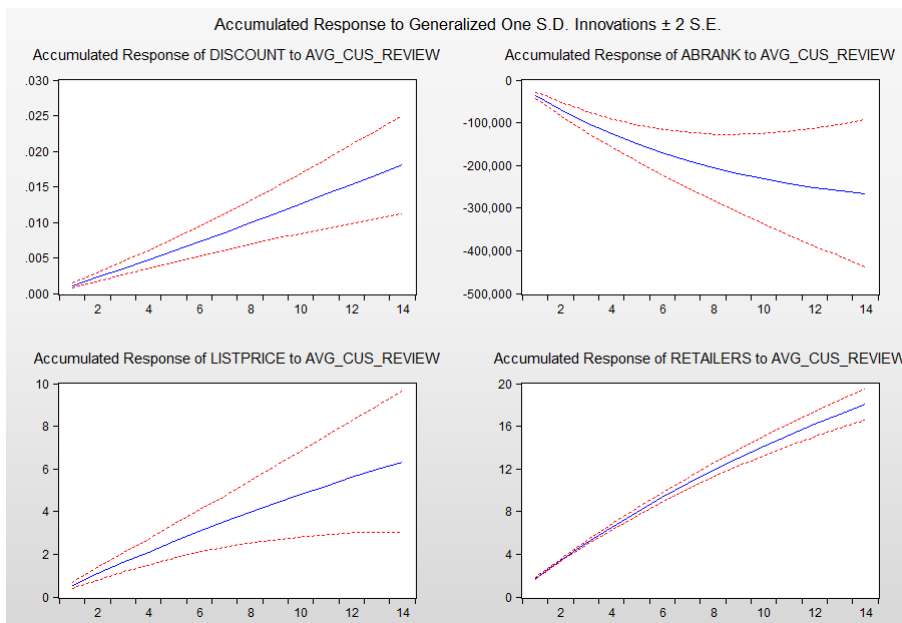 Accumulated Response to Generalized One S.D. Innovations ± 2 S.E.
Accumulated Response of DISCOUNT to AVG_CUS_REVIEW
.030
.025
.020
.015
.010
.005
.000
2 4 6 8 10 12 14
Accumulated Response of ABRANK to AVG_CUS_REVIEW
0
-100,000
-200,000
-300,000
-400,000
-500,000
2 4 6 8 10 12 14
Accumulated Response of LISTPRICE to AVG_CUS_REVIEW
10
8
6
4
2
0
2 4 6 8 10 12 14
Accumulated Response of RETAILERS to AVG_CUS_REVIEW
20
16
12
8
4
0
2 4 6 8 10 12 14